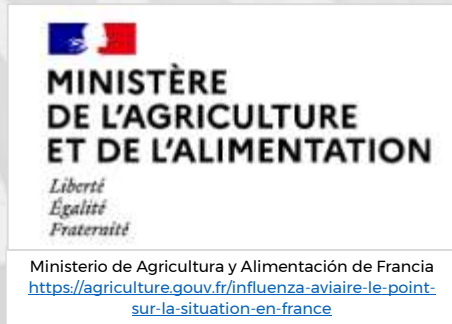 MINISTÈRE
DE L'AGRICULTURE
ET DE L'ALIMENTATION
Liberté
Égalité
Fraternité
Ministerio de Agricultura y Alimentación de Francia
https://agriculture.gouv.fr/influenza-aviaire-le-point-
sur-la-situation-en-france